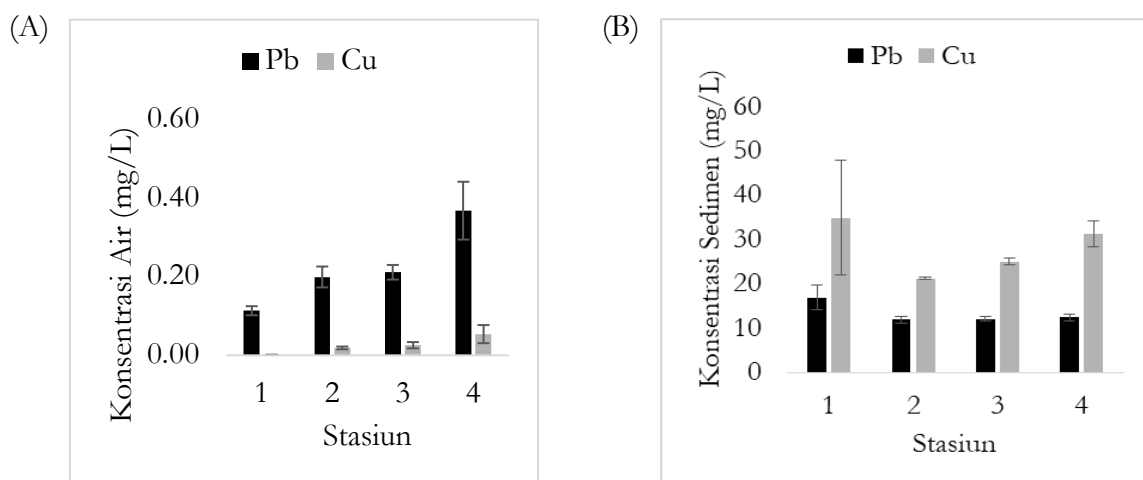 (A)
Pb Cu
Konsentrasi Air (mg/L)
0.60
0.40
0.20
0.00
1 2 3 4
Stasiun
(B)
Pb Cu
Konsentrasi Sedimen (mg/L)
60
50
40
30
20
10
0
1 2 3 4
Stasiun